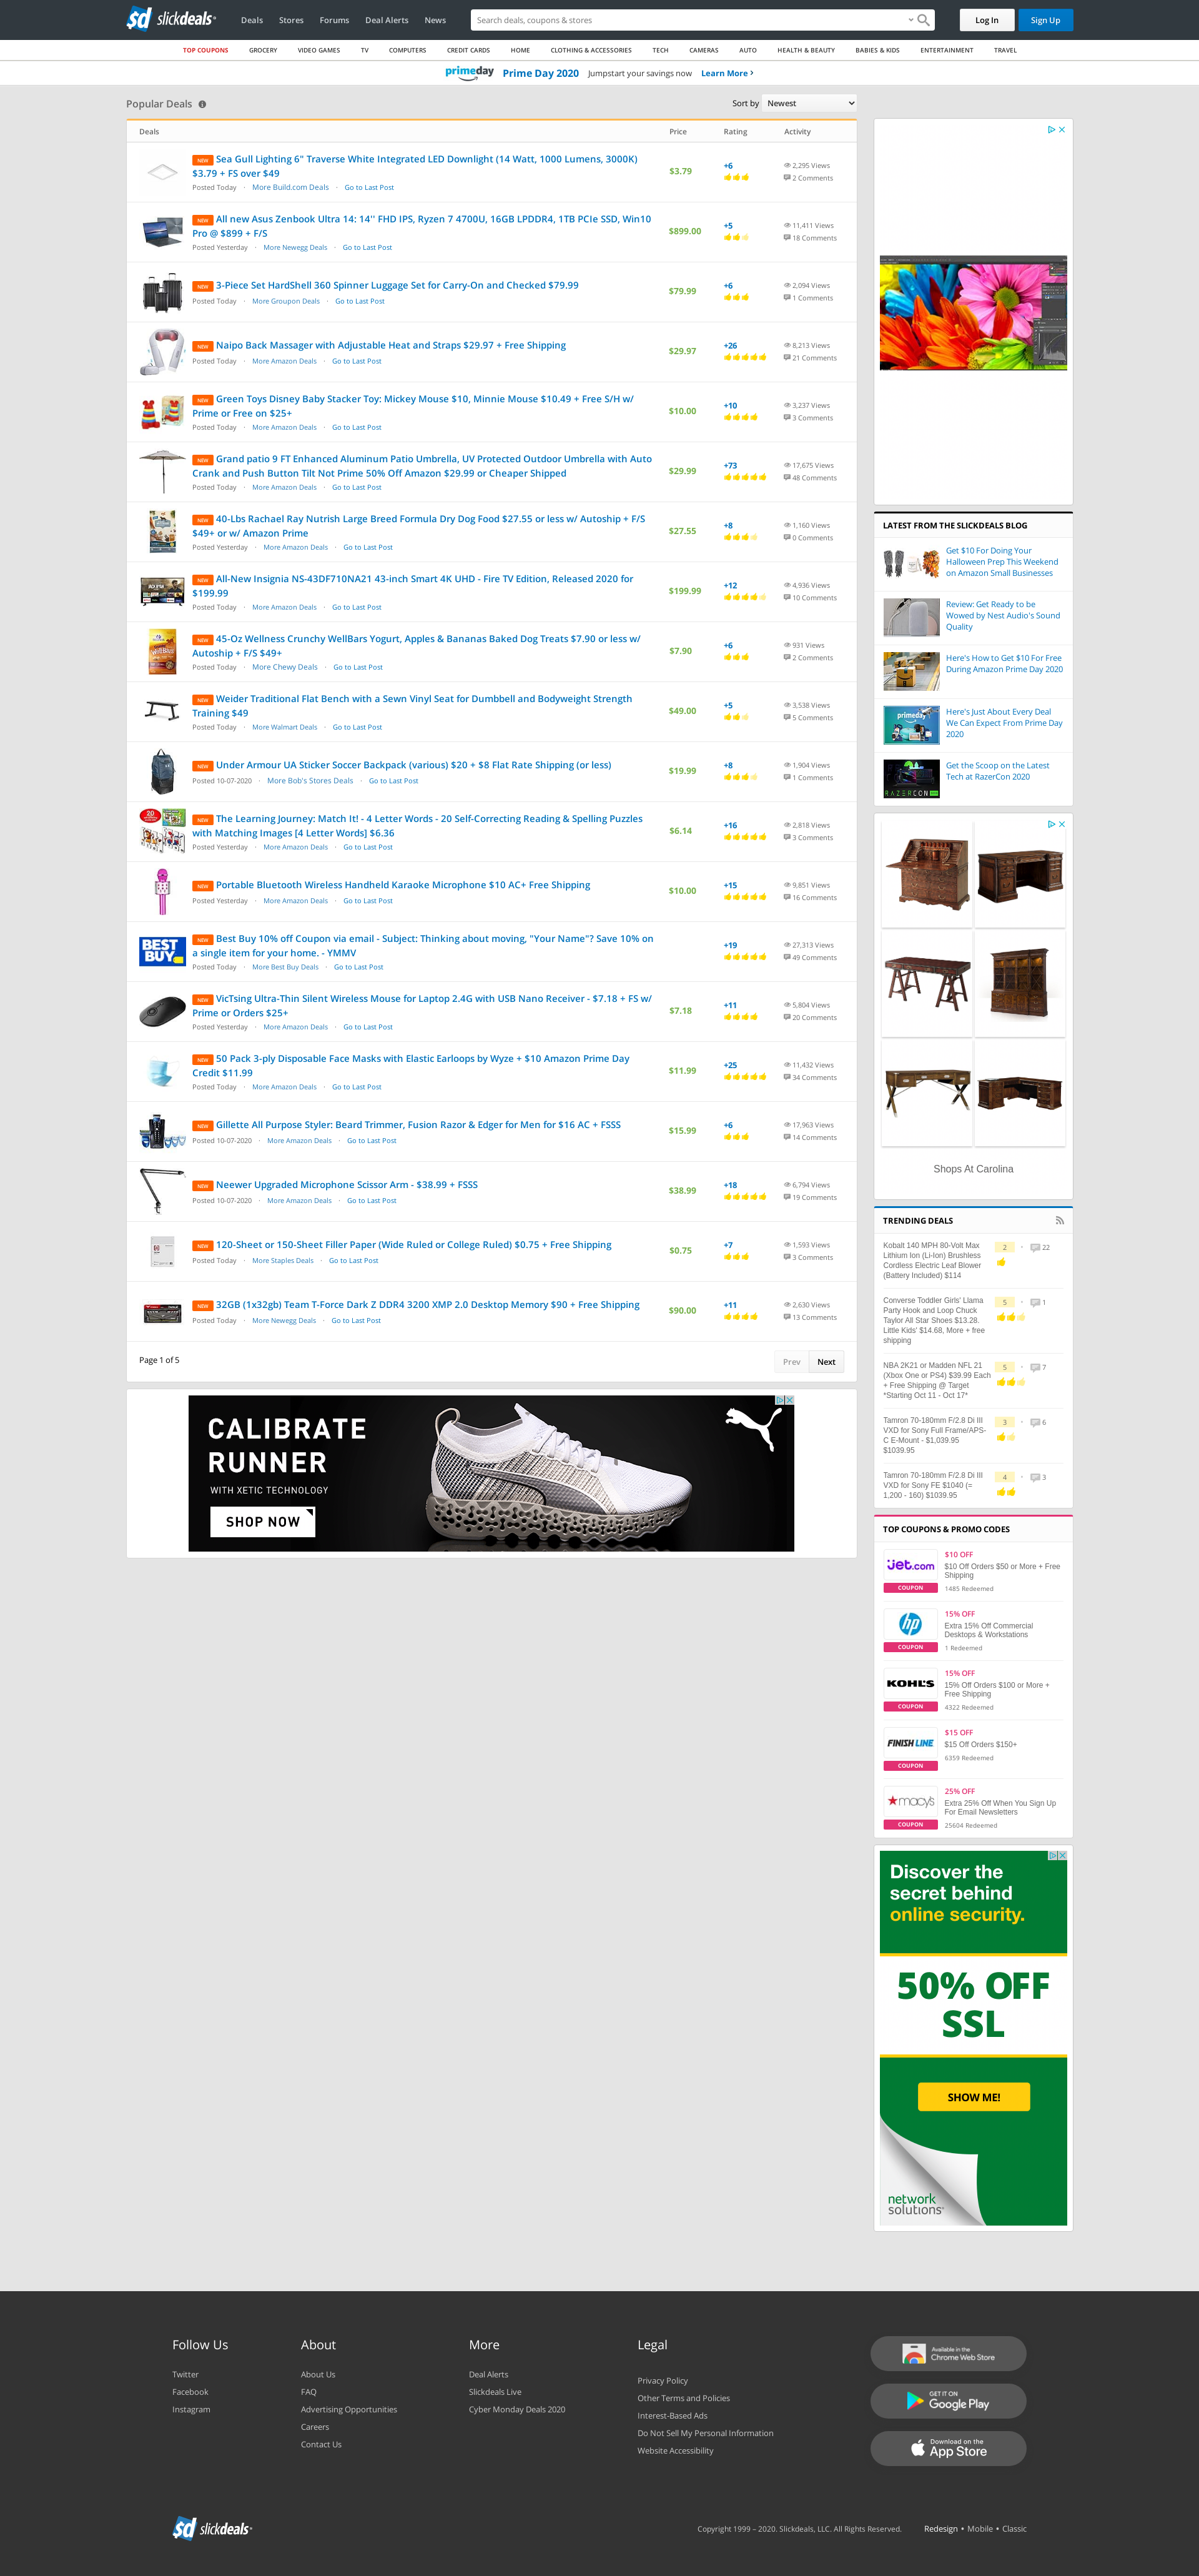 sd slickdeals
Deals Stores Forums Deal Alerts News
Search deals, coupons & stores
Log In Sign Up
TOP COUPONS GROCERY VIDEO GAMES TV COMPUTERS CREDIT CARDS HOME CLOTHING & ACCESSORIES TECH CAMERAS AUTO HEALTH & BEAUTY BABIES & KIDS ENTERTAINMENT TRAVEL
prime day Prime Day 2020 Jumpstart your savings now Learn More ›
Popular Deals
Sort by Newest
Deals Price Rating Activity
NEW Sea Gull Lighting 6" Traverse White Integrated LED Downlight (14 Watt, 1000 Lumens, 3000K)
$3.79 + FS over $49
Posted Today · More Build.com Deals · Go to Last Post
$3.79
+6
2,295 Views
2 Comments
NEW All new Asus Zenbook Ultra 14: 14'' FHD IPS, Ryzen 7 4700U, 16GB LPDDR4, 1TB PCIe SSD, Win10
Pro @ $899 + F/S
Posted Yesterday · More Newegg Deals · Go to Last Post
$899.00
+5
11,411 Views
18 Comments
NEW 3-Piece Set HardShell 360 Spinner Luggage Set for Carry-On and Checked $79.99
Posted Today · More Groupon Deals · Go to Last Post
$79.99
+6
2,094 Views
1 Comments
NEW Naipo Back Massager with Adjustable Heat and Straps $29.97 + Free Shipping
Posted Today · More Amazon Deals · Go to Last Post
$29.97
+26
8,213 Views
21 Comments
NEW Green Toys Disney Baby Stacker Toy: Mickey Mouse $10, Minnie Mouse $10.49 + Free S/H w/
Prime or Free on $25+
Posted Today · More Amazon Deals · Go to Last Post
$10.00
+10
3,237 Views
3 Comments
NEW Grand patio 9 FT Enhanced Aluminum Patio Umbrella, UV Protected Outdoor Umbrella with Auto
Crank and Push Button Tilt Not Prime 50% Off Amazon $29.99 or Cheaper Shipped
Posted Today · More Amazon Deals · Go to Last Post
$29.99
+73
17,675 Views
48 Comments
NEW 40-Lbs Rachael Ray Nutrish Large Breed Formula Dry Dog Food $27.55 or less w/ Autoship + F/S
$49+ or w/ Amazon Prime
Posted Yesterday · More Amazon Deals · Go to Last Post
$27.55
+8
1,160 Views
0 Comments
NEW All-New Insignia NS-43DF710NA21 43-inch Smart 4K UHD - Fire TV Edition, Released 2020 for
$199.99
Posted Today · More Amazon Deals · Go to Last Post
$199.99
+12
4,936 Views
10 Comments
NEW 45-Oz Wellness Crunchy WellBars Yogurt, Apples & Bananas Baked Dog Treats $7.90 or less w/
Autoship + F/S $49+
Posted Today · More Chewy Deals · Go to Last Post
$7.90
+6
931 Views
2 Comments
NEW Weider Traditional Flat Bench with a Sewn Vinyl Seat for Dumbbell and Bodyweight Strength
Training $49
Posted Today · More Walmart Deals · Go to Last Post
$49.00
+5
3,538 Views
5 Comments
NEW Under Armour UA Sticker Soccer Backpack (various) $20 + $8 Flat Rate Shipping (or less)
Posted 10-07-2020 · More Bob's Stores Deals · Go to Last Post
$19.99
+8
1,904 Views
1 Comments
NEW The Learning Journey: Match It! - 4 Letter Words - 20 Self-Correcting Reading & Spelling Puzzles
with Matching Images [4 Letter Words] $6.36
Posted Yesterday · More Amazon Deals · Go to Last Post
$6.14
+16
2,818 Views
3 Comments
NEW Portable Bluetooth Wireless Handheld Karaoke Microphone $10 AC+ Free Shipping
Posted Yesterday · More Amazon Deals · Go to Last Post
$10.00
+15
9,851 Views
16 Comments
BEST BUY
NEW Best Buy 10% off Coupon via email - Subject: Thinking about moving, "Your Name"? Save 10% on
a single item for your home. - YMMV
Posted Today · More Best Buy Deals · Go to Last Post
+19
27,313 Views
49 Comments
NEW VicTsing Ultra-Thin Silent Wireless Mouse for Laptop 2.4G with USB Nano Receiver - $7.18 + FS w/
Prime or Orders $25+
Posted Yesterday · More Amazon Deals · Go to Last Post
$7.18
+11
5,804 Views
20 Comments
NEW 50 Pack 3-ply Disposable Face Masks with Elastic Earloops by Wyze + $10 Amazon Prime Day
Credit $11.99
Posted Today · More Amazon Deals · Go to Last Post
$11.99
+25
11,432 Views
34 Comments
NEW Gillette All Purpose Styler: Beard Trimmer, Fusion Razor & Edger for Men for $16 AC + FSSS
Posted 10-07-2020 · More Amazon Deals · Go to Last Post
$15.99
+6
17,963 Views
14 Comments
NEW Neewer Upgraded Microphone Scissor Arm - $38.99 + FSSS
Posted 10-07-2020 · More Amazon Deals · Go to Last Post
$38.99
+18
6,794 Views
19 Comments
NEW 120-Sheet or 150-Sheet Filler Paper (Wide Ruled or College Ruled) $0.75 + Free Shipping
Posted Today · More Staples Deals · Go to Last Post
$0.75
+7
1,593 Views
3 Comments
NEW 32GB (1x32gb) Team T-Force Dark Z DDR4 3200 XMP 2.0 Desktop Memory $90 + Free Shipping
Posted Today · More Newegg Deals · Go to Last Post
$90.00
+11
2,630 Views
13 Comments
Page 1 of 5
Prev Next
CALIBRATE
RUNNER
WITH XETIC TECHNOLOGY
SHOP NOW
LATEST FROM THE SLICKDEALS BLOG
Get $10 For Doing Your
Halloween Prep This Weekend
on Amazon Small Businesses
Review: Get Ready to be
Wowed by Nest Audio's Sound
Quality
Here's How to Get $10 For Free
During Amazon Prime Day 2020
primeday
Here's Just About Every Deal
We Can Expect From Prime Day
2020
RAZERCON
Get the Scoop on the Latest
Tech at RazerCon 2020
Shops At Carolina
TRENDING DEALS
Kobalt 140 MPH 80-Volt Max
Lithium Ion (Li-Ion) Brushless
Cordless Electric Leaf Blower
(Battery Included) $114
2 · 22
Converse Toddler Girls' Llama
Party Hook and Loop Chuck
Taylor All Star Shoes $13.28.
Little Kids' $14.68, More + free
shipping
5 · 1
NBA 2K21 or Madden NFL 21
(Xbox One or PS4) $39.99 Each
+ Free Shipping @ Target
*Starting Oct 11 - Oct 17*
5 · 7
Tamron 70-180mm F/2.8 Di III
VXD for Sony Full Frame/APS-
C E-Mount - $1,039.95
$1039.95
3 · 6
Tamron 70-180mm F/2.8 Di III
VXD for Sony FE $1040 (=
1,200 - 160) $1039.95
4 · 3
TOP COUPONS & PROMO CODES
jet.com
COUPON
$10 OFF
$10 Off Orders $50 or More + Free
Shipping
1485 Redeemed
hp
COUPON
15% OFF
Extra 15% Off Commercial
Desktops & Workstations
1 Redeemed
KOHL'S
COUPON
15% OFF
15% Off Orders $100 or More +
Free Shipping
4322 Redeemed
FINISH LINE
COUPON
$15 OFF
$15 Off Orders $150+
6359 Redeemed
macy's
COUPON
25% OFF
Extra 25% Off When You Sign Up
For Email Newsletters
25604 Redeemed
Discover the
secret behind
online security.
50% OFF
SSL
SHOW ME!
network
solutions
Follow Us
Twitter
Facebook
Instagram
About
About Us
FAQ
Advertising Opportunities
Careers
Contact Us
More
Deal Alerts
Slickdeals Live
Cyber Monday Deals 2020
Legal
Privacy Policy
Other Terms and Policies
Interest-Based Ads
Do Not Sell My Personal Information
Website Accessibility
Available in the
Chrome Web Store
GET IT ON
Google Play
Download on the
App Store
sd slickdeals
Copyright 1999 – 2020. Slickdeals, LLC. All Rights Reserved. Redesign • Mobile • Classic